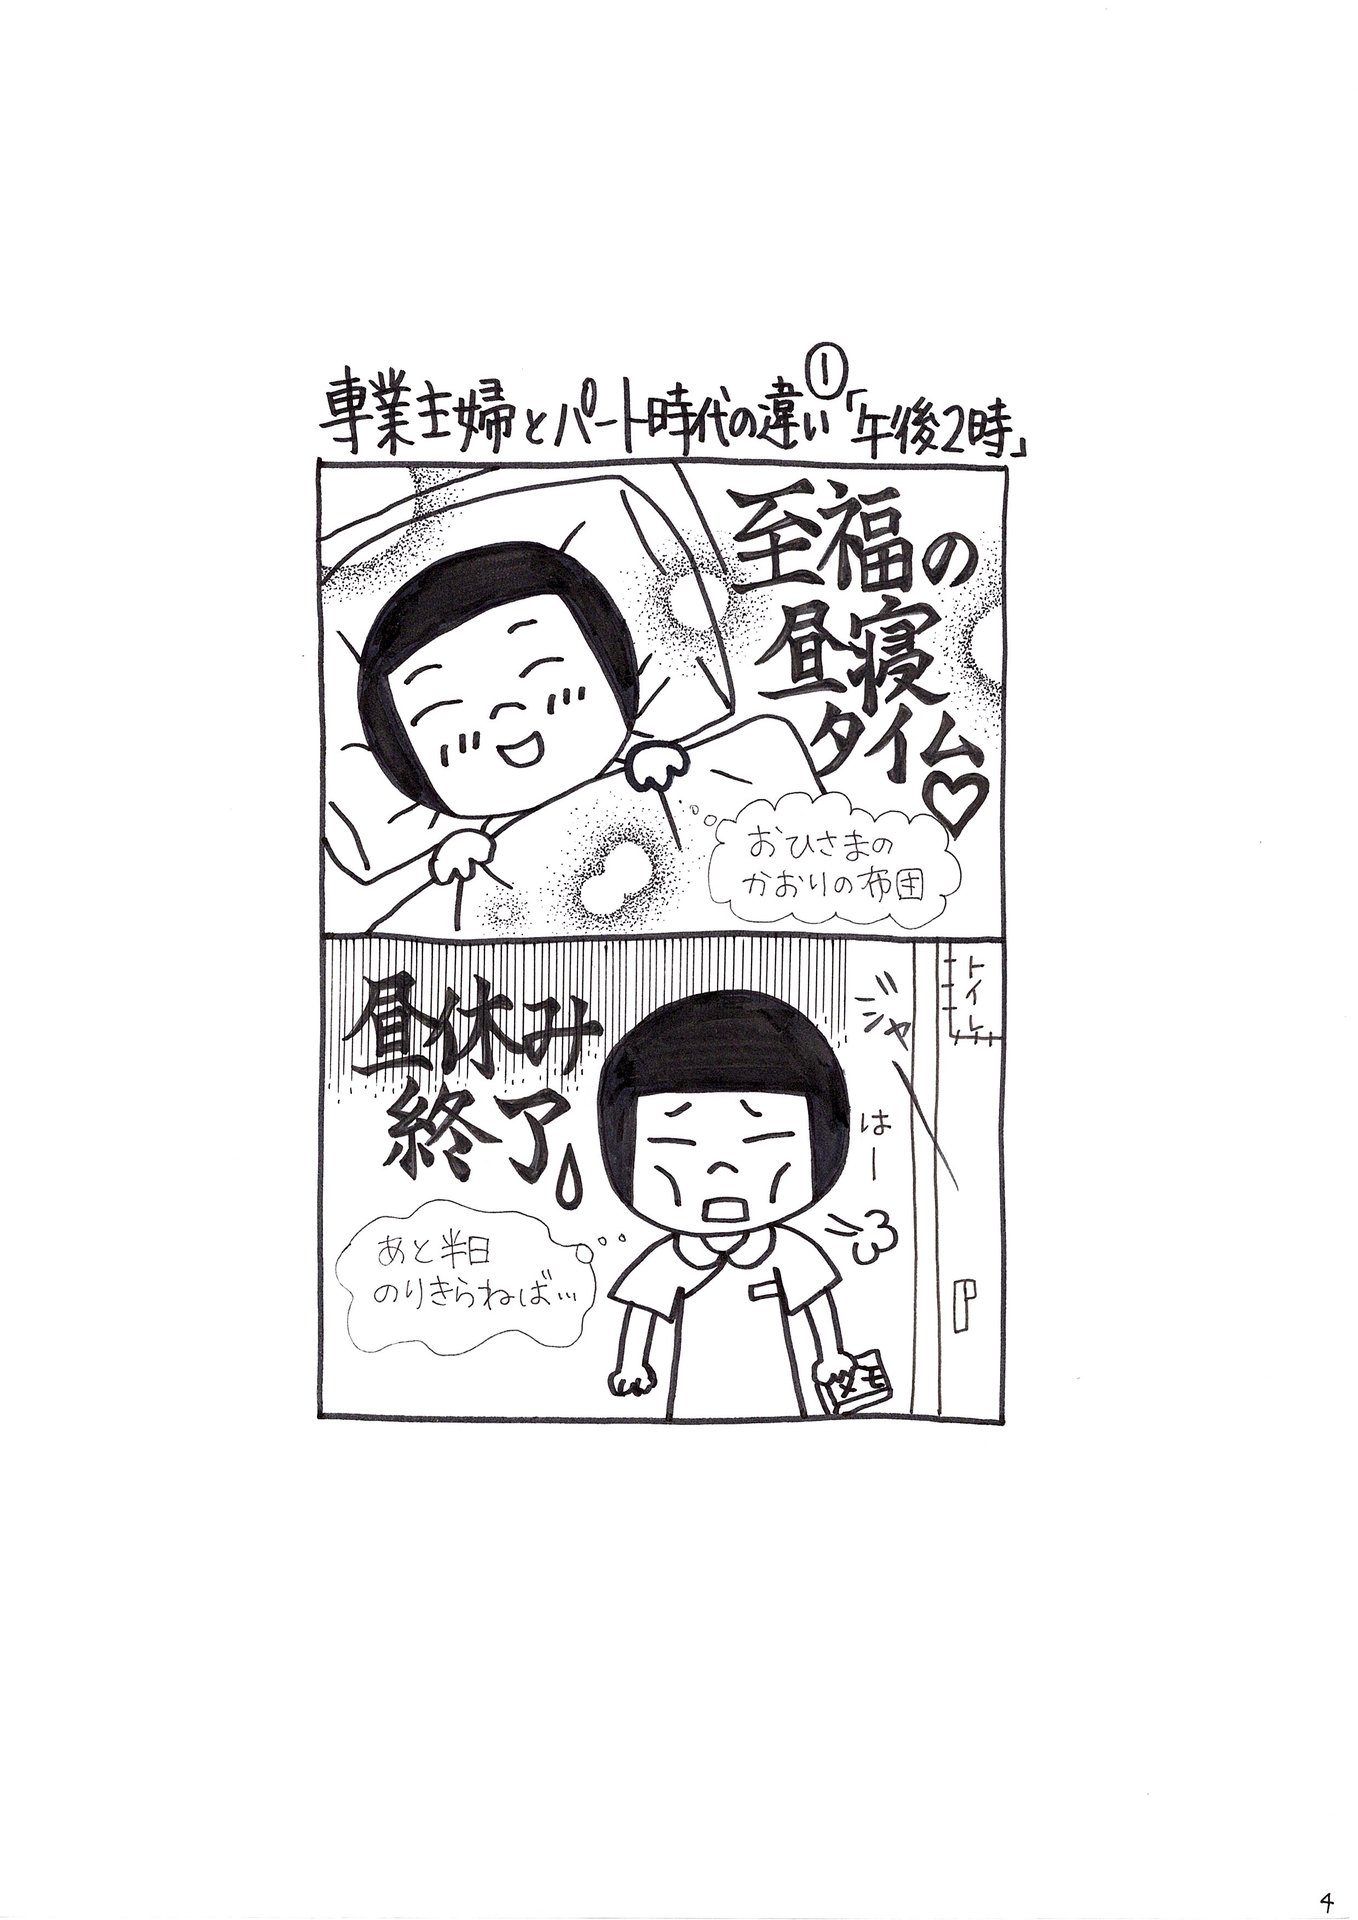 専業主婦とパート時代の違い①「午後2時」
至福の
昼寝
タイム♡
おひさまの
かおりの布団
昼休み
終了
トイレ
ジャー
はー
あと半日
のりきらねば…
メモ
4